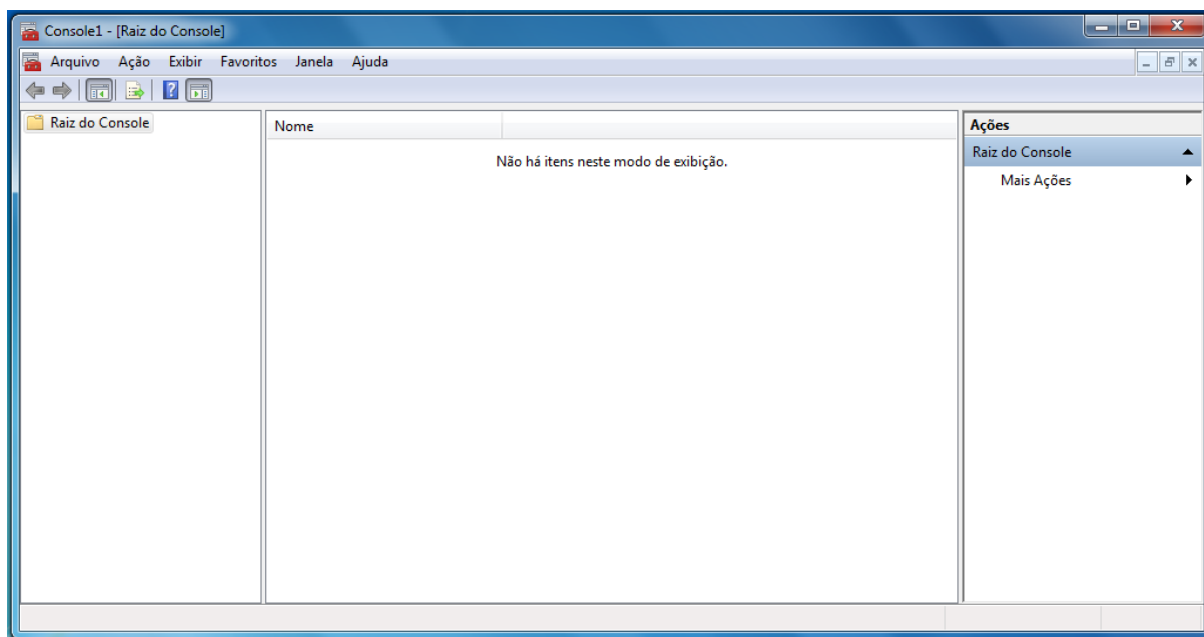 Console1 - [Raiz do Console]
Arquivo Ação Exibir Favoritos Janela Ajuda
Raiz do Console
Nome
Não há itens neste modo de exibição.
Ações
Raiz do Console
Mais Ações